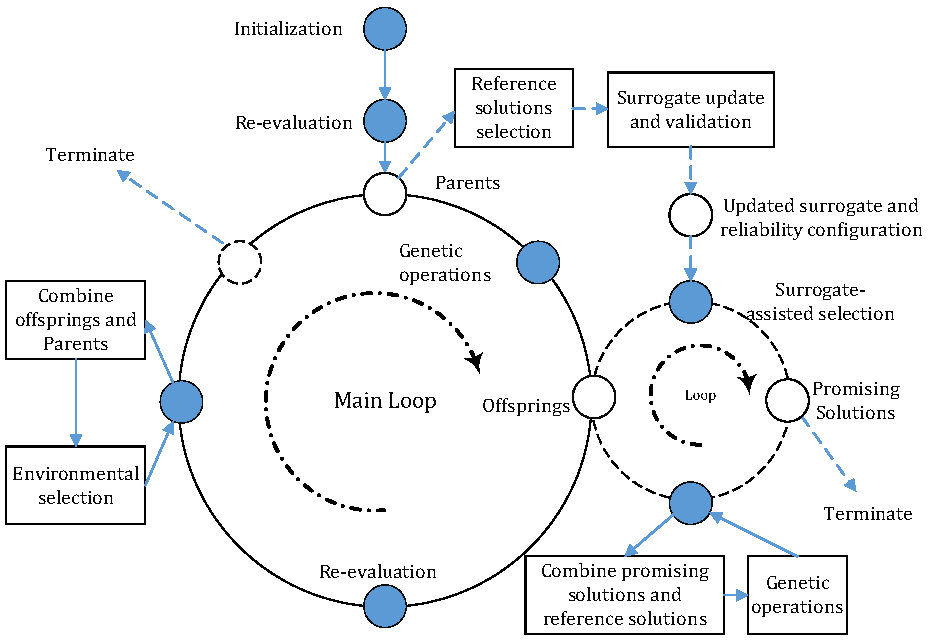 Initialization
Re-evaluation
Reference
solutions
selection
Surrogate update
and validation
Terminate
Parents
Updated surrogate and
reliability configuration
Genetic
operations
Combine
offsprings and
Parents
Surrogate-
assisted selection
Main Loop
Offsprings
Loop
Promising
Solutions
Environmental
selection
Terminate
Re-evaluation
Combine promising
solutions and
reference solutions
Genetic
operations